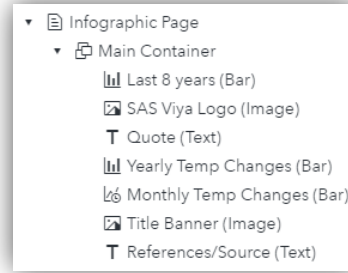 Infographic Page
Main Container
Last 8 years (Bar)
SAS Viya Logo (Image)
Quote (Text)
Yearly Temp Changes (Bar)
Monthly Temp Changes (Bar)
Title Banner (Image)
References/Source (Text)